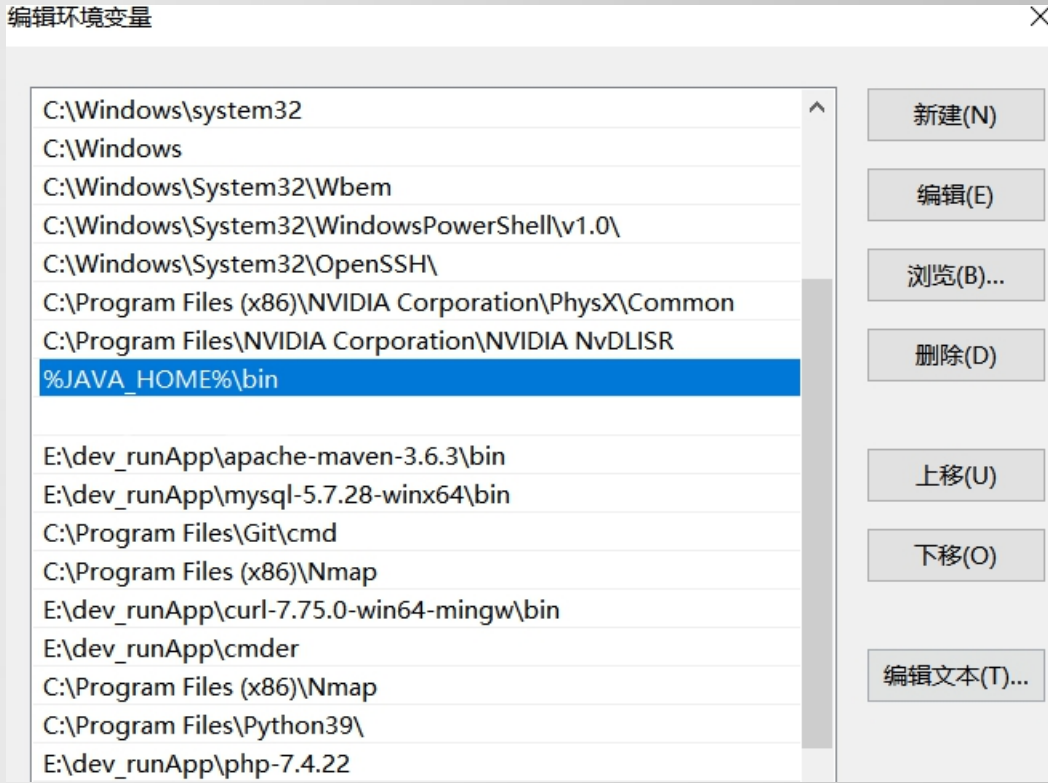 编辑环境变量
C:\Windows\system32
C:\Windows
C:\Windows\System32\Wbem
C:\Windows\System32\WindowsPowerShell\v1.0\
C:\Windows\System32\OpenSSH\
C:\Program Files (x86)\NVIDIA Corporation\PhysX\Common
C:\Program Files\NVIDIA Corporation\NVIDIA NvDLISR
%JAVA_HOME%\bin
E:\dev_runApp\apache-maven-3.6.3\bin
E:\dev_runApp\mysql-5.7.28-winx64\bin
C:\Program Files\Git\cmd
C:\Program Files (x86)\Nmap
E:\dev_runApp\curl-7.75.0-win64-mingw\bin
E:\dev_runApp\cmder
C:\Program Files (x86)\Nmap
C:\Program Files\Python39\
E:\dev_runApp\php-7.4.22
新建(N)
编辑(E)
浏览(B)...
删除(D)
上移(U)
下移(O)
编辑文本(T)...